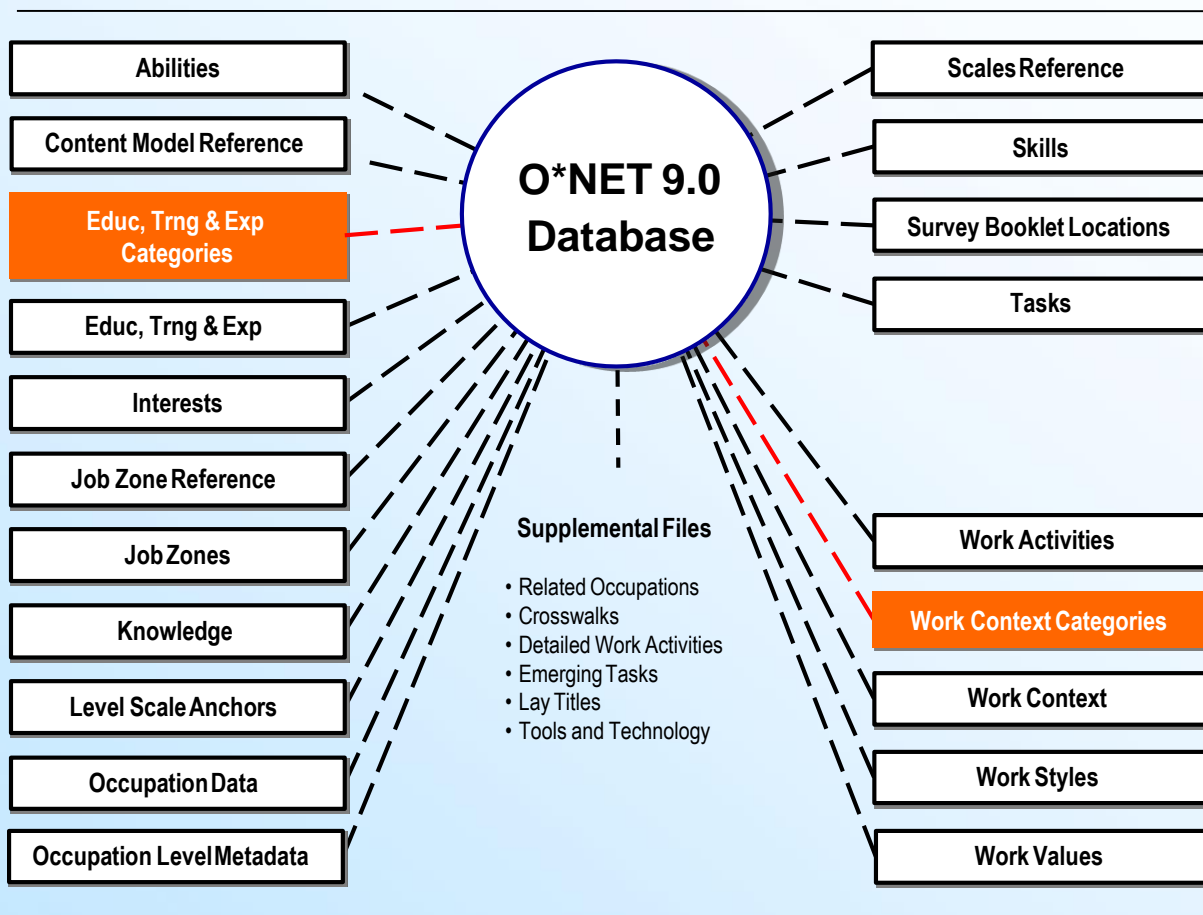 Abilities
Content Model Reference
Educ, Trng & Exp
Categories
Educ, Trng & Exp
Interests
Job Zone Reference
Job Zones
Knowledge
Level Scale Anchors
Occupation Data
Occupation Level Metadata
O*NET 9.0
Database
Supplemental Files
• Related Occupations
• Crosswalks
• Detailed Work Activities
• Emerging Tasks
• Lay Titles
• Tools and Technology
Scales Reference
Skills
Survey Booklet Locations
Tasks
Work Activities
Work Context Categories
Work Context
Work Styles
Work Values